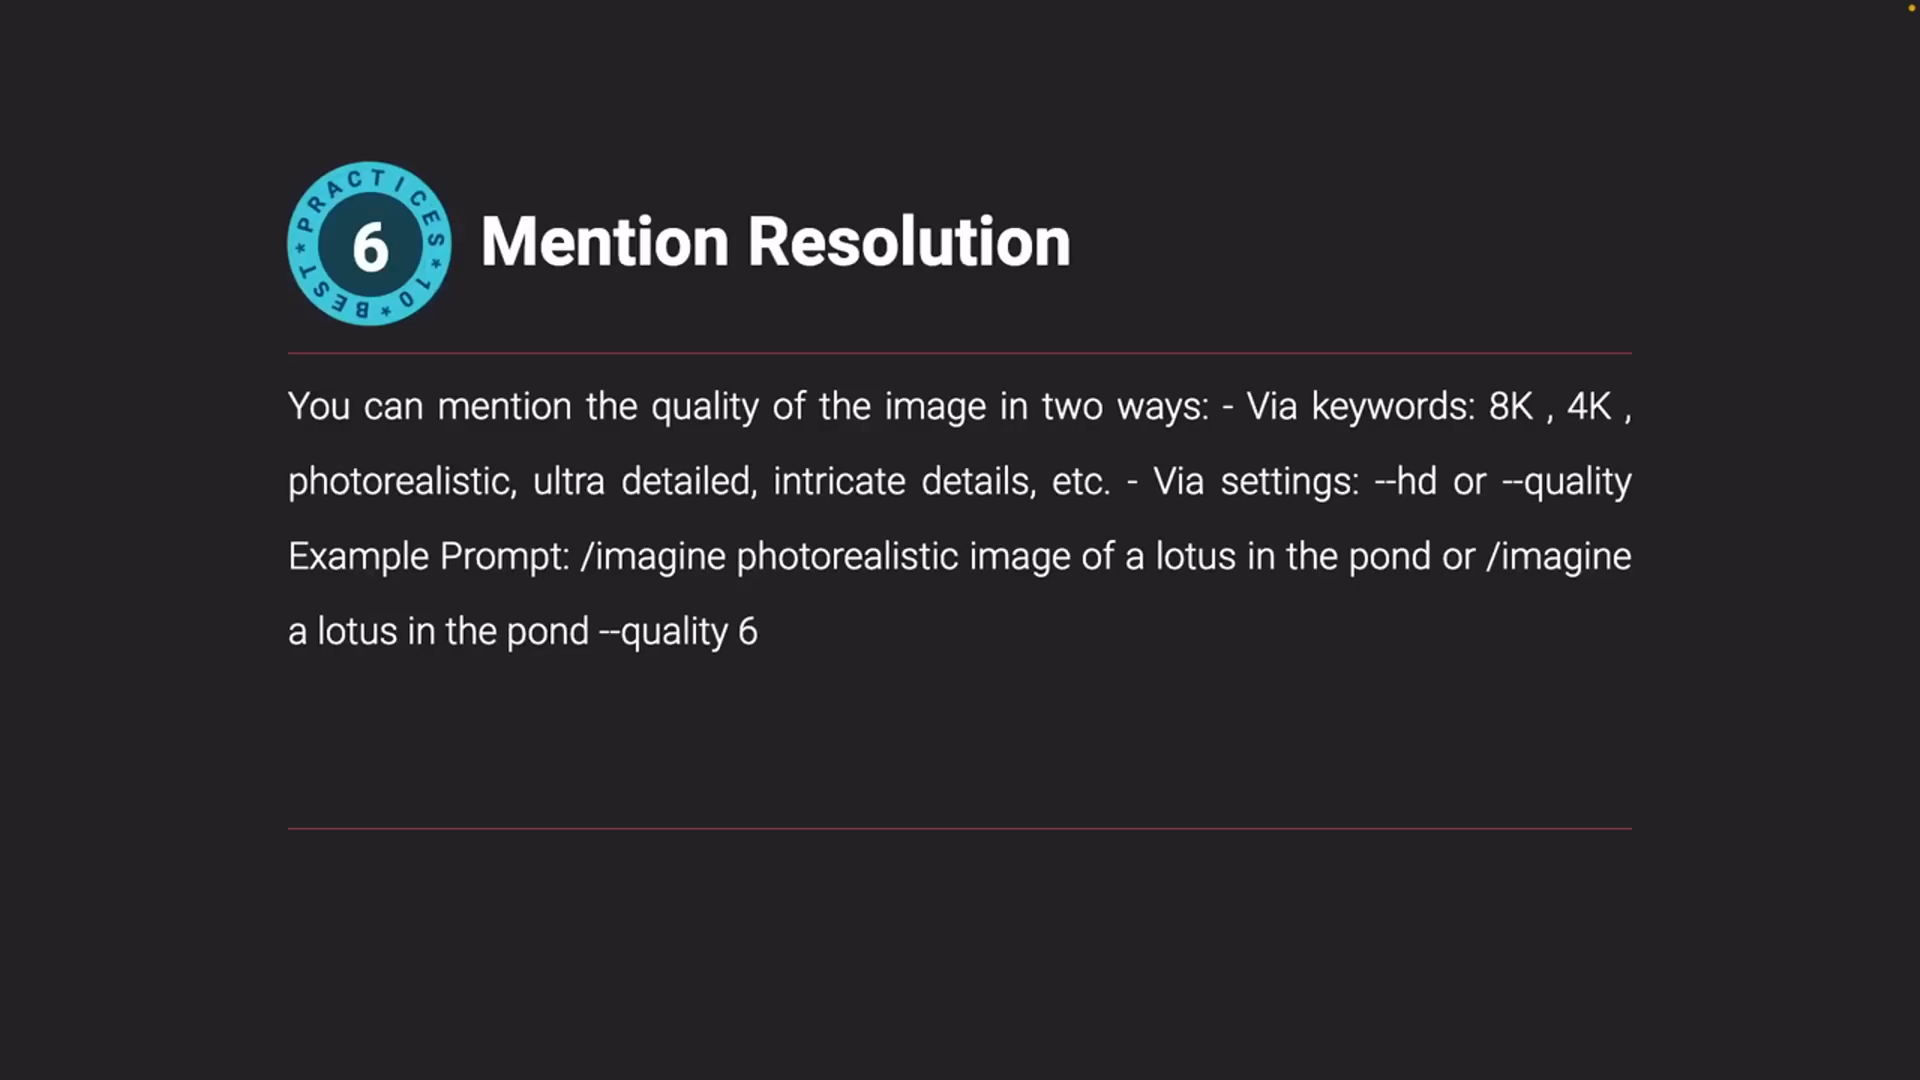 BEST * PRACTICES * 10 *
6
Mention Resolution
You can mention the quality of the image in two ways: - Via keywords: 8K , 4K ,
photorealistic, ultra detailed, intricate details, etc. - Via settings: --hd or --quality
Example Prompt: /imagine photorealistic image of a lotus in the pond or /imagine
a lotus in the pond --quality 6